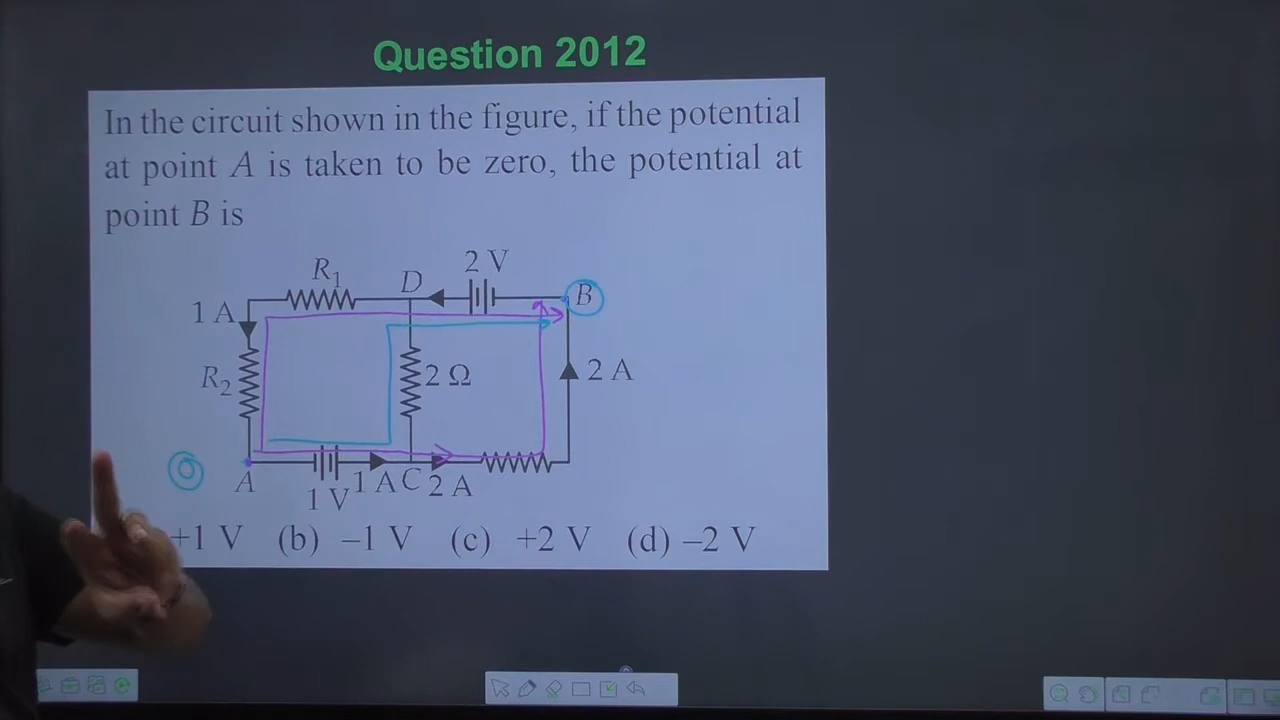 Question 2012
In the circuit shown in the figure, if the potential
at point A is taken to be zero, the potential at
point B is
2 V
R1
D
B
1 A
R2
2 Ω
2 A
0
A
1 V
1 A
C
2 A
+1 V (b) –1 V (c) +2 V (d) –2 V